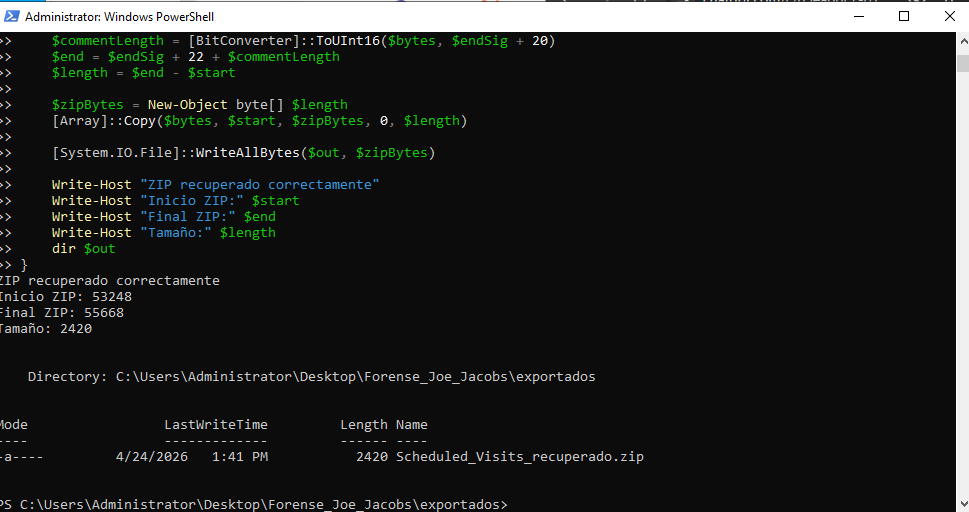 Administrator: Windows PowerShell
>>     $commentLength = [BitConverter]::ToUInt16($bytes, $endSig + 20)
>>     $end = $endSig + 22 + $commentLength
>>     $length = $end - $start
>>
>>     $zipBytes = New-Object byte[] $length
>>     [Array]::Copy($bytes, $start, $zipBytes, 0, $length)
>>
>>     [System.IO.File]::WriteAllBytes($out, $zipBytes)
>>
>>     Write-Host "ZIP recuperado correctamente"
>>     Write-Host "Inicio ZIP:" $start
>>     Write-Host "Final ZIP:" $end
>>     Write-Host "Tamaño:" $length
>>     dir $out
>> }
ZIP recuperado correctamente
Inicio ZIP: 53248
Final ZIP: 55668
Tamaño: 2420
Directory: C:\Users\Administrator\Desktop\Forense_Joe_Jacobs\exportados
Mode                 LastWriteTime         Length Name
----                 -------------         ------ ----
-a----         4/24/2026   1:41 PM           2420 Scheduled_Visits_recuperado.zip
PS C:\Users\Administrator\Desktop\Forense_Joe_Jacobs\exportados>